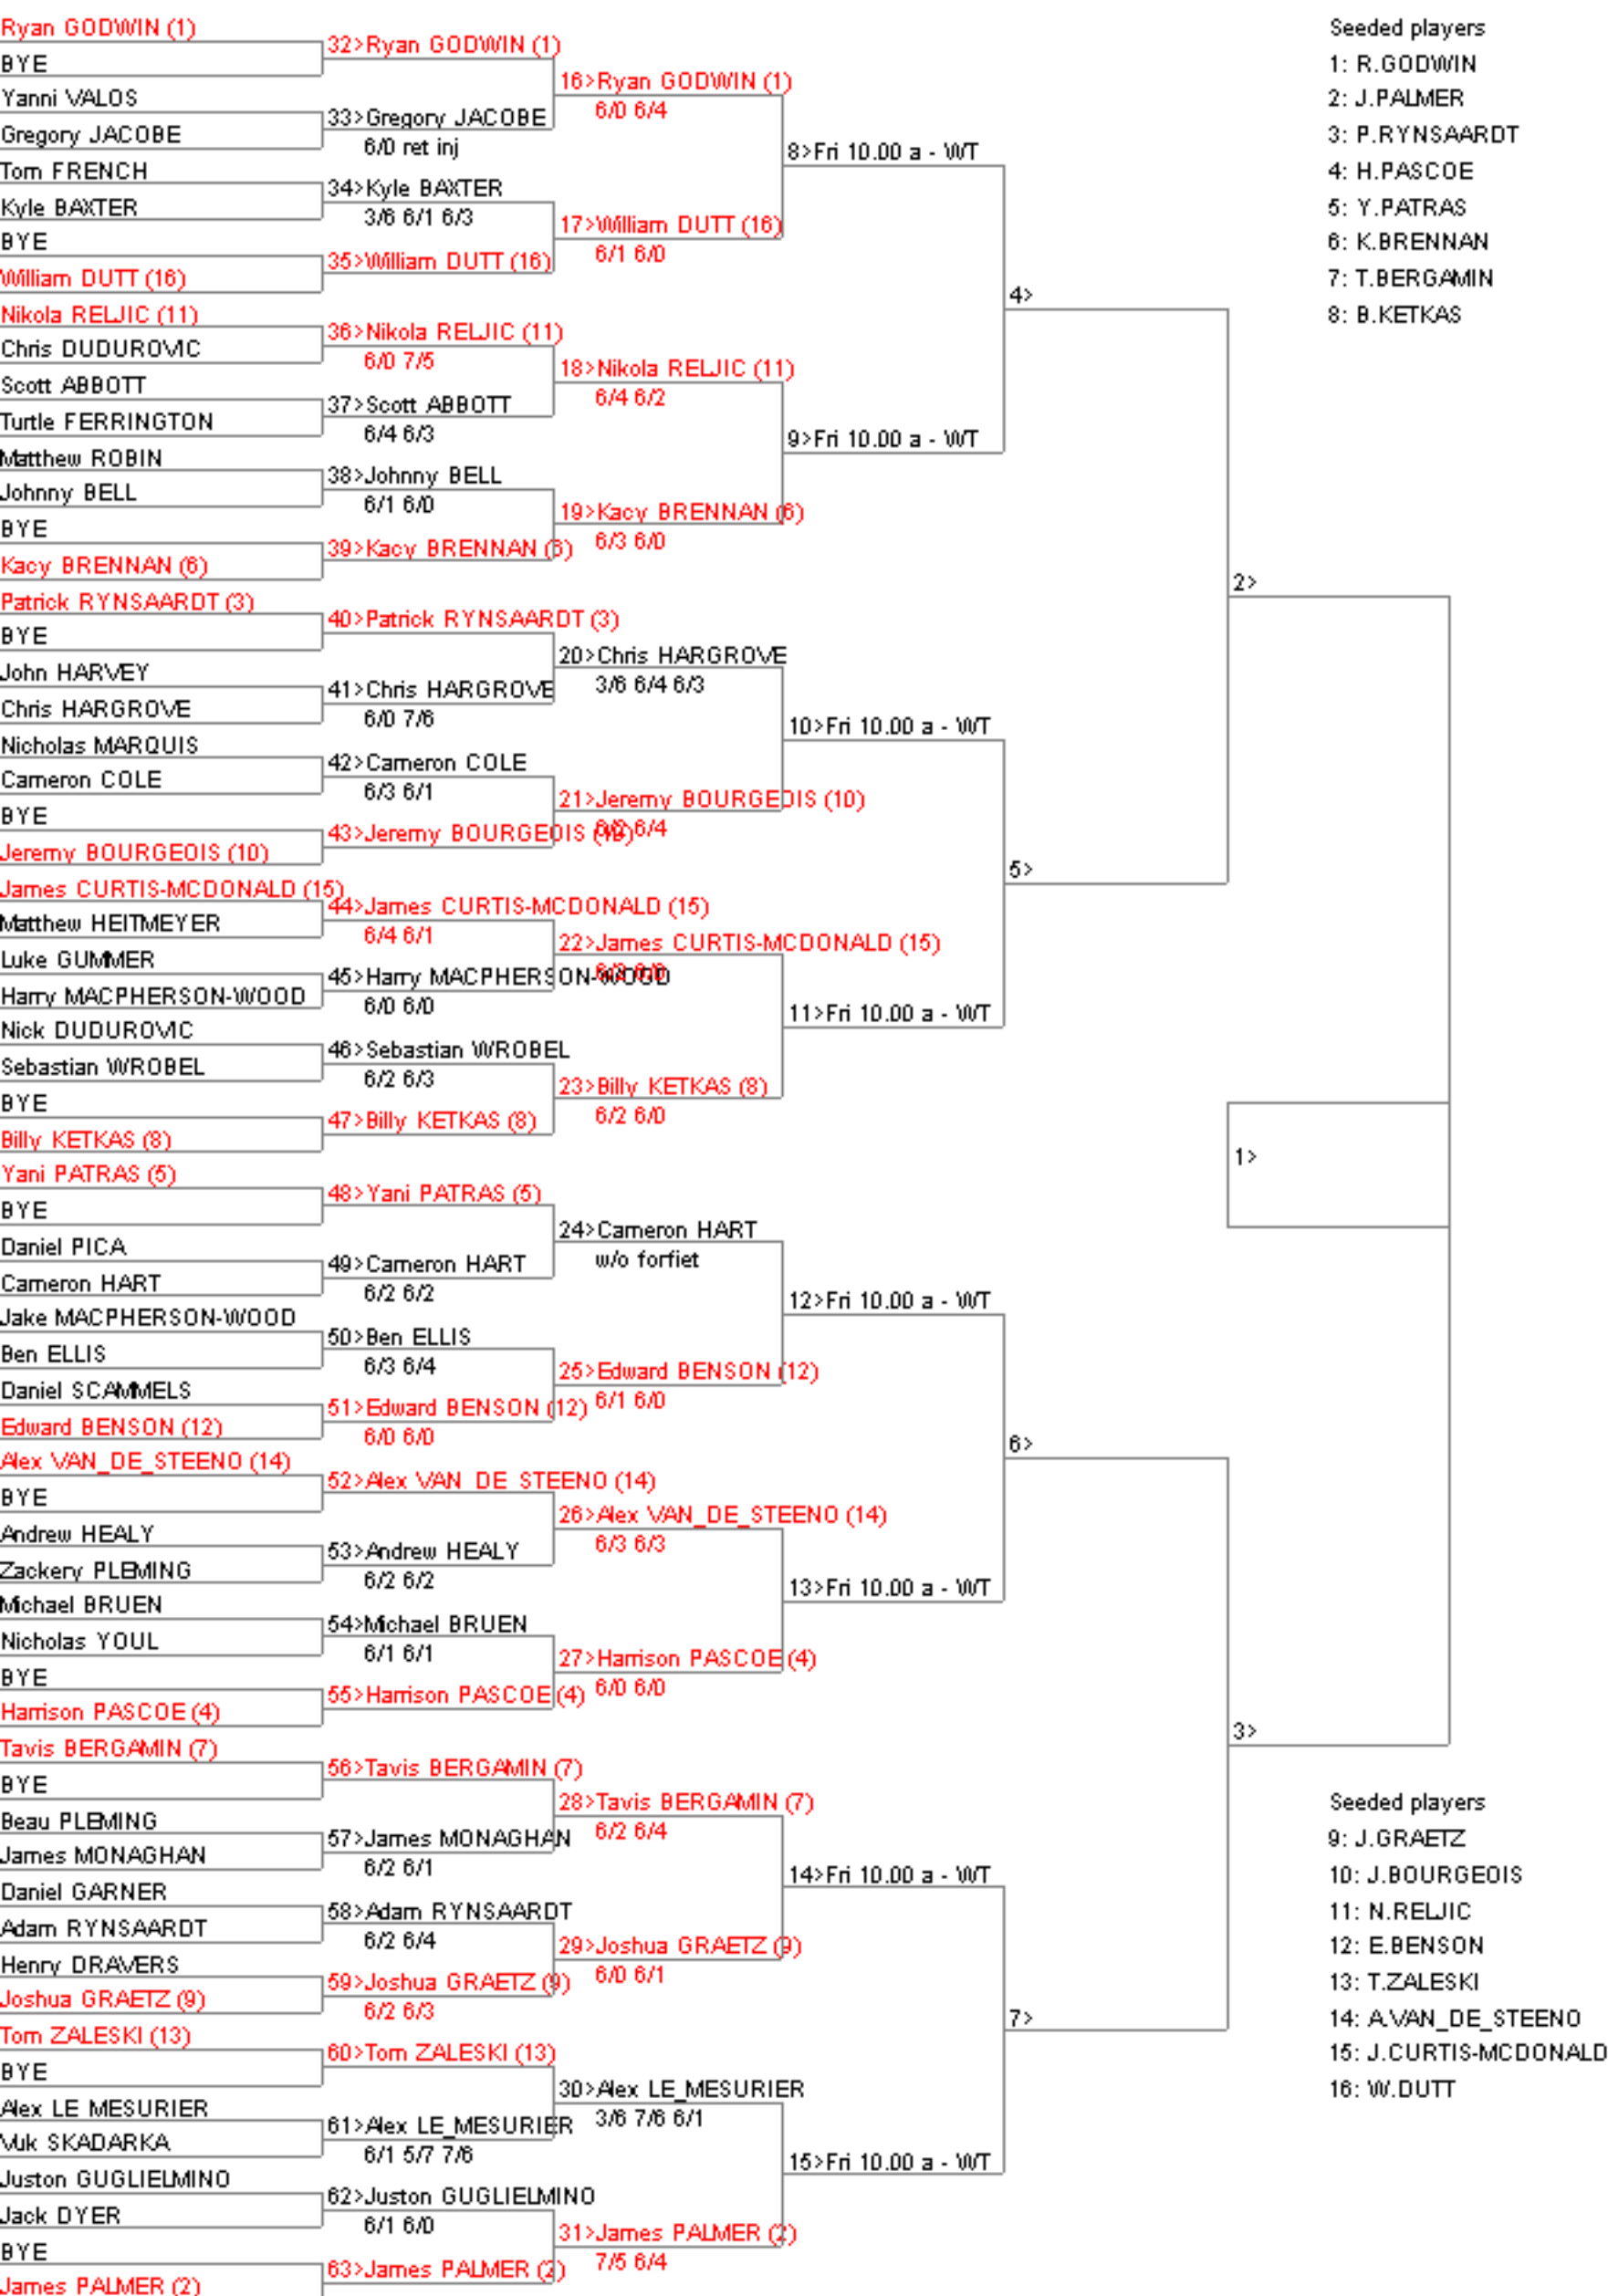 Ryan GODWIN (1)
BYE
Yanni VALOS
Gregory JACOBE
Tom FRENCH
Kyle BAXTER
BYE
William DUTT (16)
Nikola RELJIC (11)
Chris DUDUROVIC
Scott ABBOTT
Turtle FERRINGTON
Matthew ROBIN
Johnny BELL
BYE
Kacy BRENNAN (6)
Patrick RYNSAARDT (3)
BYE
John HARVEY
Chris HARGROVE
Nicholas MARQUIS
Cameron COLE
BYE
Jeremy BOURGEOIS (10)
James CURTIS-MCDONALD (15)
Matthew HEITMEYER
Luke GUMMER
Harry MACPHERSON-WOOD
Nick DUDUROVIC
Sebastian WROBEL
BYE
Billy KETKAS (8)
Yani PATRAS (5)
BYE
Daniel PICA
Cameron HART
Jake MACPHERSON-WOOD
Ben ELLIS
Daniel SCAMMELS
Edward BENSON (12)
Alex VAN_DE_STEENO (14)
BYE
Andrew HEALY
Zackery PLEMING
Michael BRUEN
Nicholas YOUL
BYE
Harrison PASCOE (4)
Tavis BERGAMIN (7)
BYE
Beau PLEMING
James MONAGHAN
Daniel GARNER
Adam RYNSAARDT
Henry DRAVERS
Joshua GRAETZ (9)
Tom ZALESKI (13)
BYE
Alex LE MESURIER
Vuk SKADARKA
Juston GUGLIELMINO
Jack DYER
BYE
James PALMER (2)
32>Ryan GODWIN (1)
33>Gregory JACOBE
6/0 ret inj
34>Kyle BAXTER
3/6 6/1 6/3
35>William DUTT (16)
36>Nikola RELJIC (11)
6/0 7/5
37>Scott ABBOTT
6/4 6/3
38>Johnny BELL
6/1 6/0
39>Kacy BRENNAN (6)
40>Patrick RYNSAARDT (3)
41>Chris HARGROVE
6/0 7/6
42>Cameron COLE
6/3 6/1
43>Jeremy BOURGEOIS
44>James CURTIS-MCDONALD (15)
6/4 6/1
45>Harry MACPHERSON-WOOD
6/0 6/0
46>Sebastian WROBEL
6/2 6/3
47>Billy KETKAS (8)
48>Yani PATRAS (5)
49>Cameron HART
6/2 6/2
50>Ben ELLIS
6/3 6/4
51>Edward BENSON (12)
6/0 6/0
52>Alex VAN_DE_STEENO (14)
53>Andrew HEALY
6/2 6/2
54>Michael BRUEN
6/1 6/1
55>Harrison PASCOE (4)
56>Tavis BERGAMIN (7)
57>James MONAGHAN
6/2 6/1
58>Adam RYNSAARDT
6/2 6/4
59>Joshua GRAETZ (9)
6/2 6/3
60>Tom ZALESKI (13)
61>Alex LE_MESURIER
6/1 5/7 7/6
62>Juston GUGLIELMINO
6/1 6/0
63>James PALMER (2)
16>Ryan GODWIN (1)
6/0 6/4
17>William DUTT (16)
6/1 6/0
18>Nikola RELJIC (11)
6/4 6/2
19>Kacy BRENNAN (6)
6/3 6/0
20>Chris HARGROVE
3/6 6/4 6/3
21>Jeremy BOURGEOIS (10)
6/4
22>James CURTIS-MCDONALD (15)
23>Billy KETKAS (8)
6/2 6/0
24>Cameron HART
w/o forfiet
25>Edward BENSON (12)
6/1 6/0
26>Alex VAN_DE_STEENO (14)
6/3 6/3
27>Harrison PASCOE (4)
6/0 6/0
28>Tavis BERGAMIN (7)
6/2 6/4
29>Joshua GRAETZ (9)
6/0 6/1
30>Alex LE_MESURIER
3/6 7/6 6/1
31>James PALMER (2)
7/5 6/4
8>Fri 10.00 a - WT
9>Fri 10.00 a - WT
10>Fri 10.00 a - WT
11>Fri 10.00 a - WT
12>Fri 10.00 a - WT
13>Fri 10.00 a - WT
14>Fri 10.00 a - WT
15>Fri 10.00 a - WT
4>
5>
6>
7>
2>
1>
3>
Seeded players
1: R.GODWIN
2: J.PALMER
3: P.RYNSAARDT
4: H.PASCOE
5: Y.PATRAS
6: K.BRENNAN
7: T.BERGAMIN
8: B.KETKAS
Seeded players
9: J.GRAETZ
10: J.BOURGEOIS
11: N.RELJIC
12: E.BENSON
13: T.ZALESKI
14: A.VAN_DE_STEENO
15: J.CURTIS-MCDONALD
16: W.DUTT